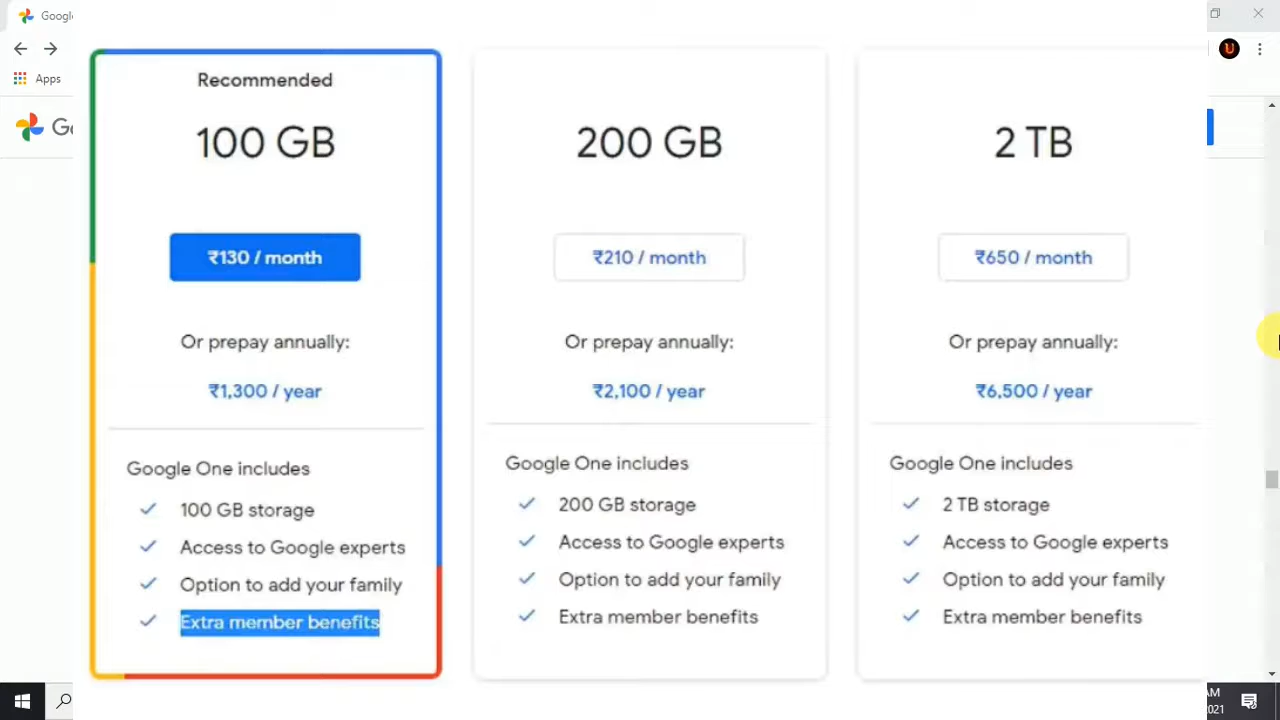 Google
Apps
Go
Recommended
100 GB
₹130 / month
Or prepay annually:
₹1,300 / year
Google One includes
100 GB storage
Access to Google experts
Option to add your family
Extra member benefits
200 GB
₹210 / month
Or prepay annually:
₹2,100 / year
Google One includes
200 GB storage
Access to Google experts
Option to add your family
Extra member benefits
2 TB
₹650 / month
Or prepay annually:
₹6,500 / year
Google One includes
2 TB storage
Access to Google experts
Option to add your family
Extra member benefits
U
AM
2021